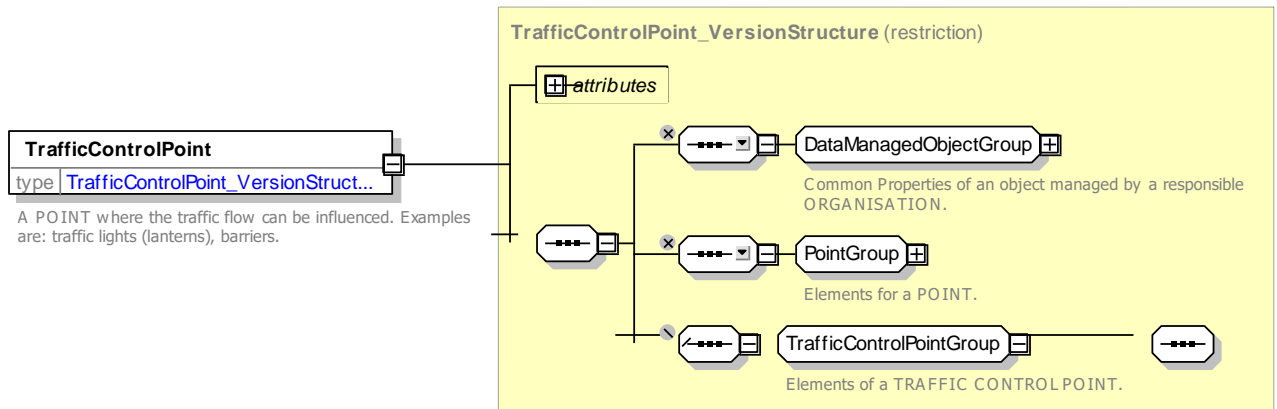 TrafficControlPoint_VersionStructure (restriction)
attributes
TrafficControlPoint
type TrafficControlPoint_VersionStruct...
A POINT where the traffic flow can be influenced. Examples
are: traffic lights (lanterns), barriers.
DataManagedObjectGroup
Common Properties of an object managed by a responsible
ORGANISATION.
PointGroup
Elements for a POINT.
TrafficControlPointGroup
Elements of a TRAFFIC CONTROL POINT.